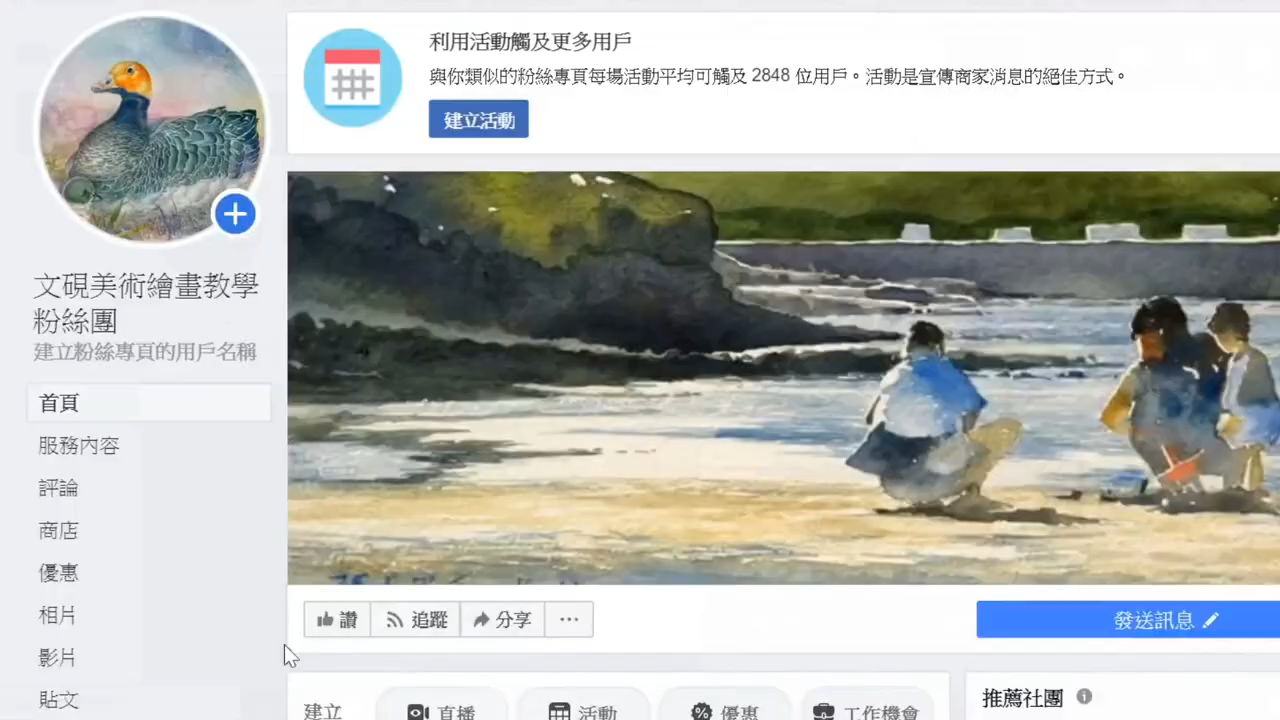 利用活動觸及更多用戶
與你類似的粉絲專頁每場活動平均可觸及 2848 位用戶。活動是宣傳商家消息的絕佳方式。
建立活動
文硯美術繪畫教學
粉絲團
建立粉絲專頁的用戶名稱
首頁
服務內容
評論
商店
優惠
相片
影片
貼文
讚 追蹤 分享 ...
發送訊息
建立 直播 活動 優惠 工作機會
推薦社團